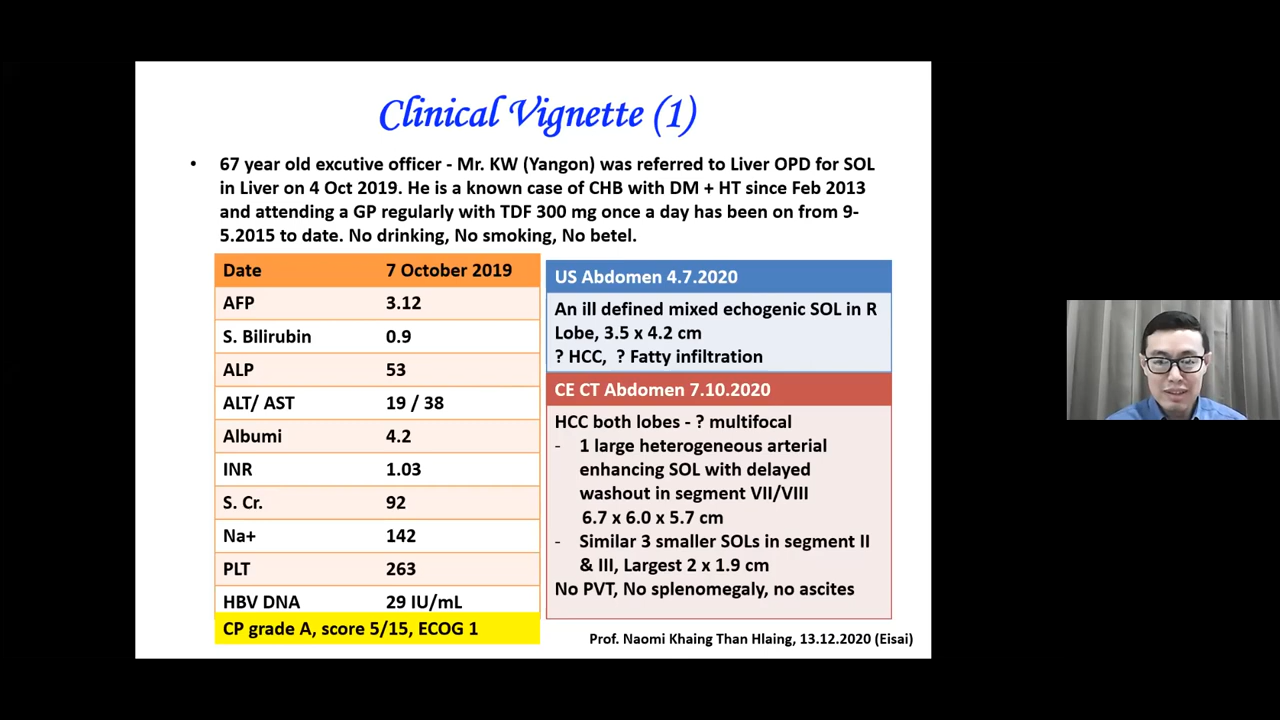 Clinical Vignette (1)
• 67 year old excutive officer - Mr. KW (Yangon) was referred to Liver OPD for SOL
in Liver on 4 Oct 2019. He is a known case of CHB with DM + HT since Feb 2013
and attending a GP regularly with TDF 300 mg once a day has been on from 9-
5.2015 to date. No drinking, No smoking, No betel.
Date 7 October 2019
AFP 3.12
S. Bilirubin 0.9
ALP 53
ALT/ AST 19 / 38
Albumi 4.2
INR 1.03
S. Cr. 92
Na+ 142
PLT 263
HBV DNA 29 IU/mL
CP grade A, score 5/15, ECOG 1
US Abdomen 4.7.2020
An ill defined mixed echogenic SOL in R
Lobe, 3.5 x 4.2 cm
? HCC, ? Fatty infiltration
CE CT Abdomen 7.10.2020
HCC both lobes - ? multifocal
- 1 large heterogeneous arterial
enhancing SOL with delayed
washout in segment VII/VIII
6.7 x 6.0 x 5.7 cm
- Similar 3 smaller SOLs in segment II
& III, Largest 2 x 1.9 cm
No PVT, No splenomegaly, no ascites
Prof. Naomi Khaing Than Hlaing, 13.12.2020 (Eisai)